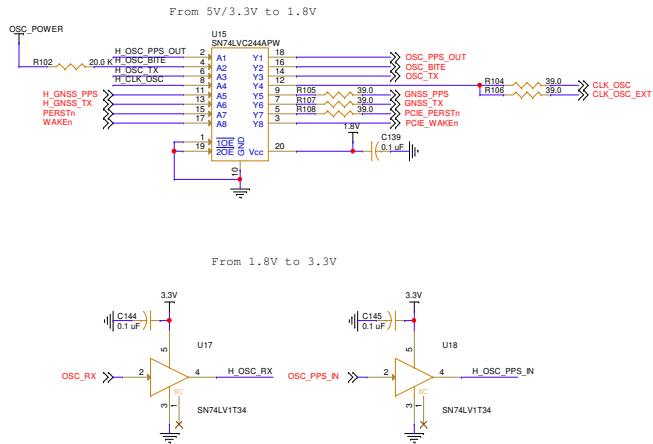 From 5V/3.3V to 1.8V
OSC_POWER
U15
SN74LVC244APW
R102 20.0 K
H_OSC_PPS_OUT 2 A1 Y1 18 OSC_PPS_OUT
H_OSC_BITE 4 A2 Y2 16 OSC_BITE
H_OSC_TX 6 A3 Y3 14 OSC_TX
H_CLK_OSC 8 A4 Y4 12 R104 39.0 CLK_OSC
R106 39.0 CLK_OSC_EXT
H_GNSS_PPS 11 A5 Y5 9 R105 39.0 GNSS_PPS
H_GNSS_TX 13 A6 Y6 7 R107 39.0 GNSS_TX
PERSTn 15 A7 Y7 5 R108 39.0 PCIE_PERSTn
WAKEn 17 A8 Y8 3 PCIE_WAKEn
1.8V
1 1OE
19 2OE GND Vcc 20
C139
0.1 uF
10
From 1.8V to 3.3V
3.3V
C144
0.1 uF
5
U17
OSC_RX 2 4 H_OSC_RX
NC
3 1
SN74LV1T34
3.3V
C145
0.1 uF
5
U18
OSC_PPS_IN 2 4 H_OSC_PPS_IN
NC
3 1
SN74LV1T34